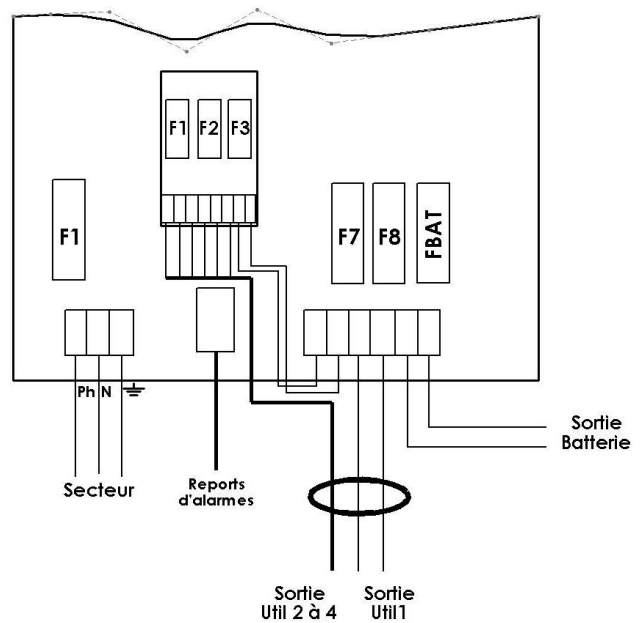 F1 F2 F3
F1
F7 F8 FBAT
Ph N
Secteur
Reports
d'alarmes
Sortie
Batterie
Sortie
Util 2 à 4
Sortie
Util1